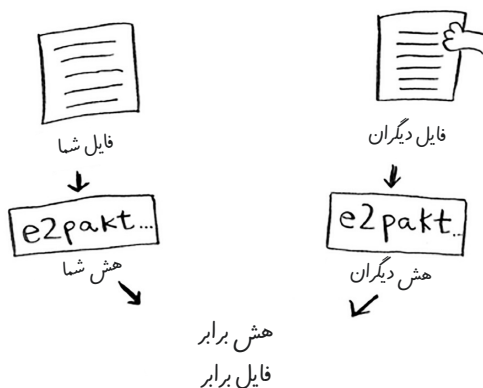 فایل شما
فایل دیگران
e2pakt...
e2pakt..
هش شما
هش دیگران
هش برابر
فایل برابر